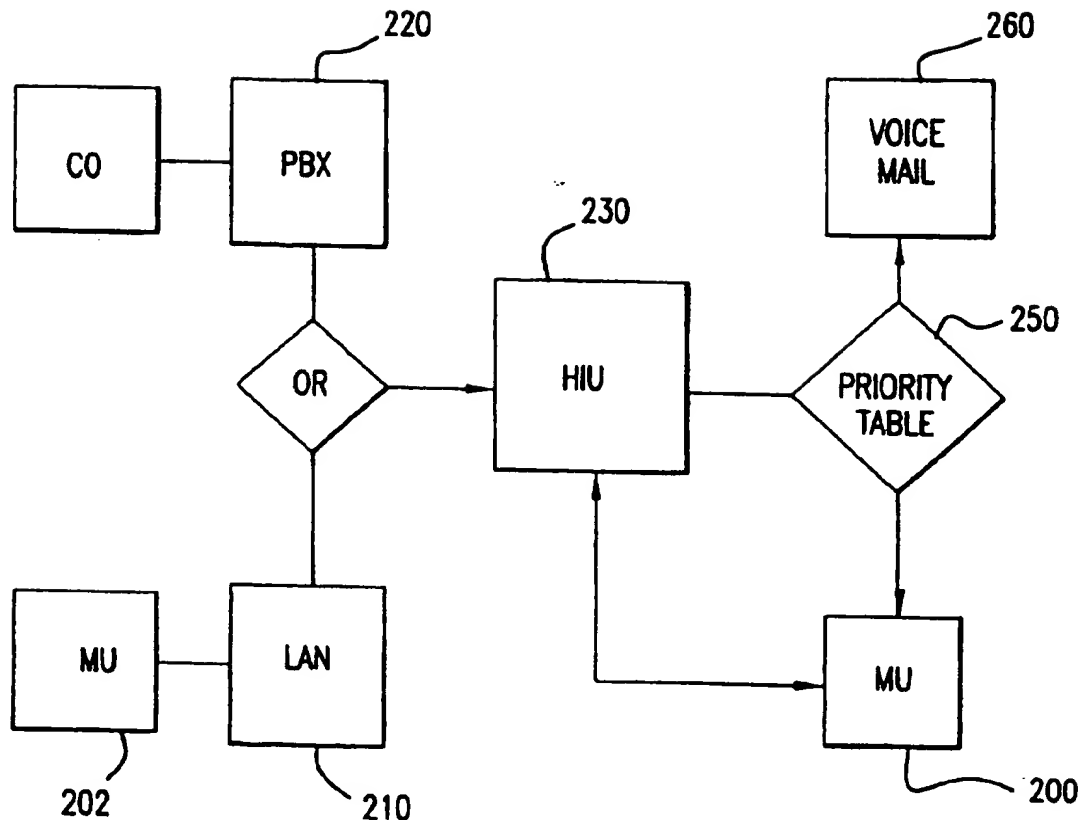 220
260
CO
PBX
VOICE
MAIL
230
250
OR
HIU
PRIORITY
TABLE
MU
LAN
MU
202
210
200